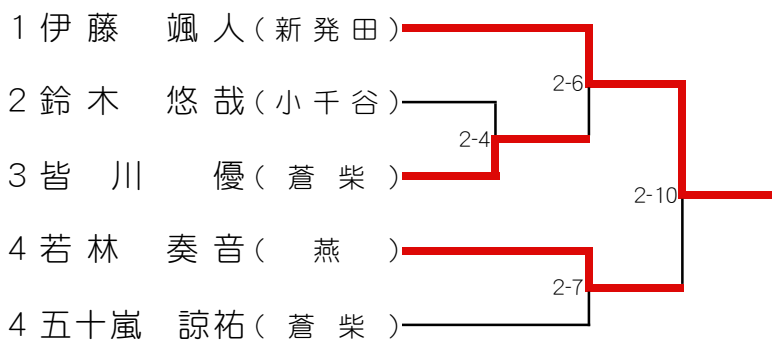 1 伊藤 颯人(新発田)
2-6
2 鈴木 悠哉(小千谷)
2-4
3 皆川 優(蒼柴)
2-10
4 若林 奏音(燕)
2-7
4 五十嵐 諒祐(蒼柴)